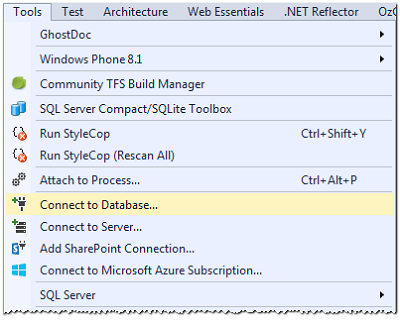 Tools Test Architecture Web Essentials .NET Reflector
GhostDoc
Windows Phone 8.1
Community TFS Build Manager
SQL Server Compact/SQLite Toolbox
Run StyleCop Ctrl+Shift+Y
Run StyleCop (Rescan All)
Attach to Process... Ctrl+Alt+P
Connect to Database...
Connect to Server...
Add SharePoint Connection...
Connect to Microsoft Azure Subscription...
SQL Server